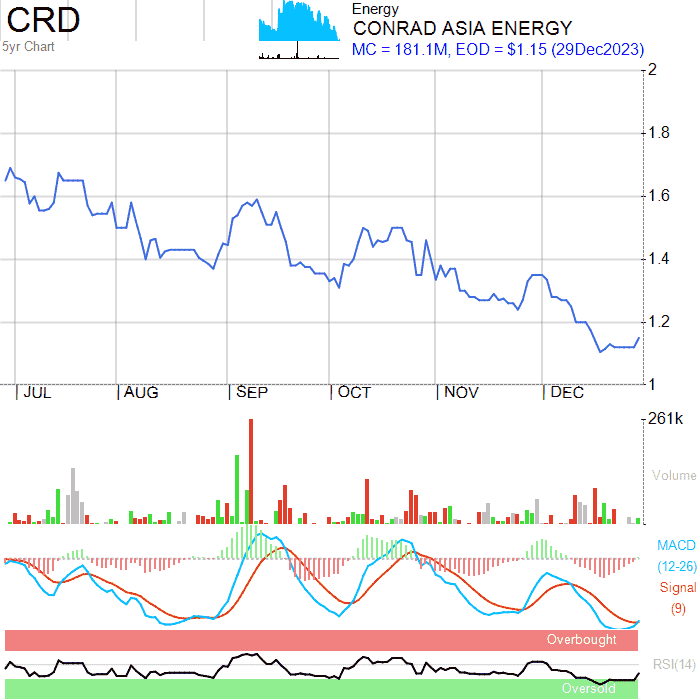 CRD
5yr Chart
Energy
CONRAD ASIA ENERGY
MC = 181.1M, EOD = $1.15 (29Dec2023)
2
1.8
1.6
1.4
1.2
1
JUL AUG SEP OCT NOV DEC
261k
Volume
MACD
(12-26)
Signal
(9)
Overbought
RSI(14)
Oversold